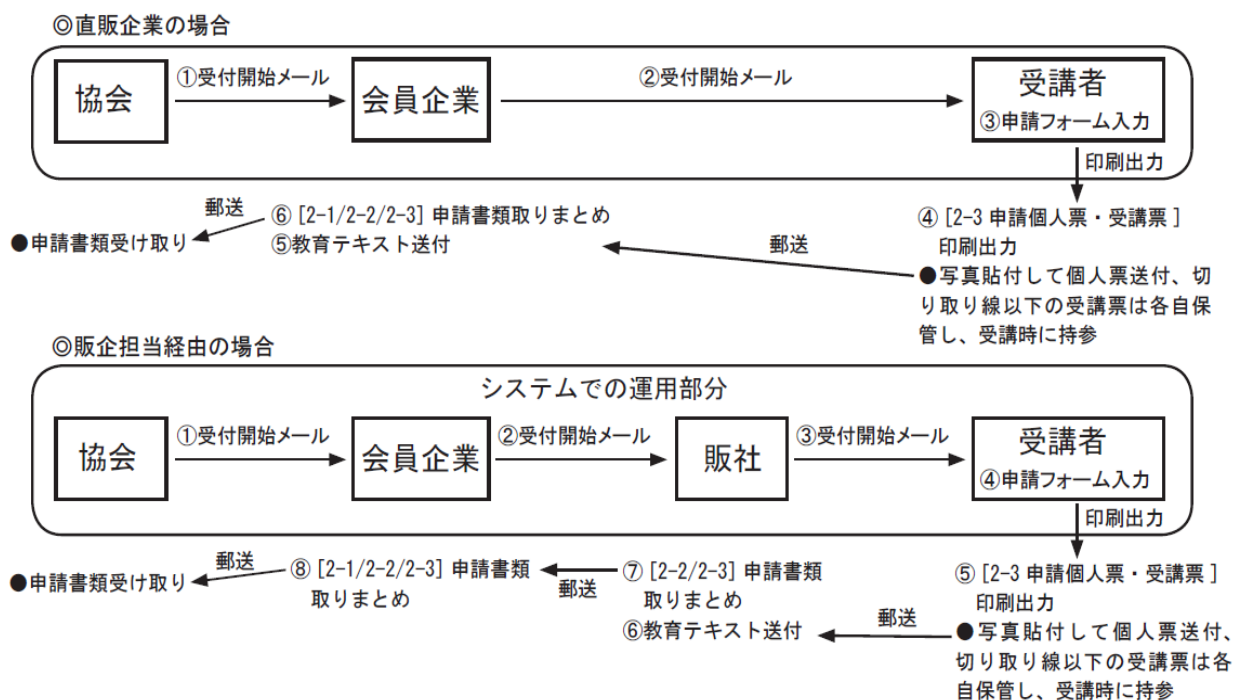 ◎直販企業の場合
協会
①受付開始メール
会員企業
②受付開始メール
受講者
③申請フォーム入力
印刷出力
●申請書類受け取り
郵送
⑥[2-1/2-2/2-3] 申請書類取りまとめ
⑤教育テキスト送付
郵送
④[2-3 申請個人票・受講票]
印刷出力
●写真貼付して個人票送付、切
り取り線以下の受講票は各自保
管し、受講時に持参
◎販企担当経由の場合
システムでの運用部分
協会
①受付開始メール
会員企業
②受付開始メール
販社
③受付開始メール
受講者
④申請フォーム入力
印刷出力
●申請書類受け取り
郵送
⑧[2-1/2-2/2-3] 申請書類
取りまとめ
郵送
⑦[2-2/2-3] 申請書類
取りまとめ
⑥教育テキスト送付
郵送
⑤[2-3 申請個人票・受講票]
印刷出力
●写真貼付して個人票送付、
切り取り線以下の受講票は各
自保管し、受講時に持参